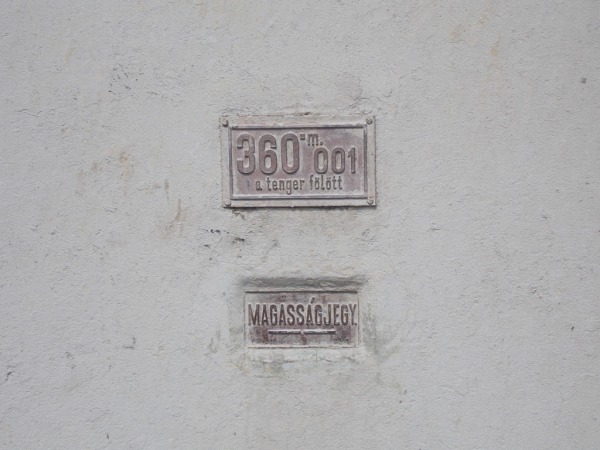 360 m. 001
a tenger fölött
MAGASSÁGJEGY.